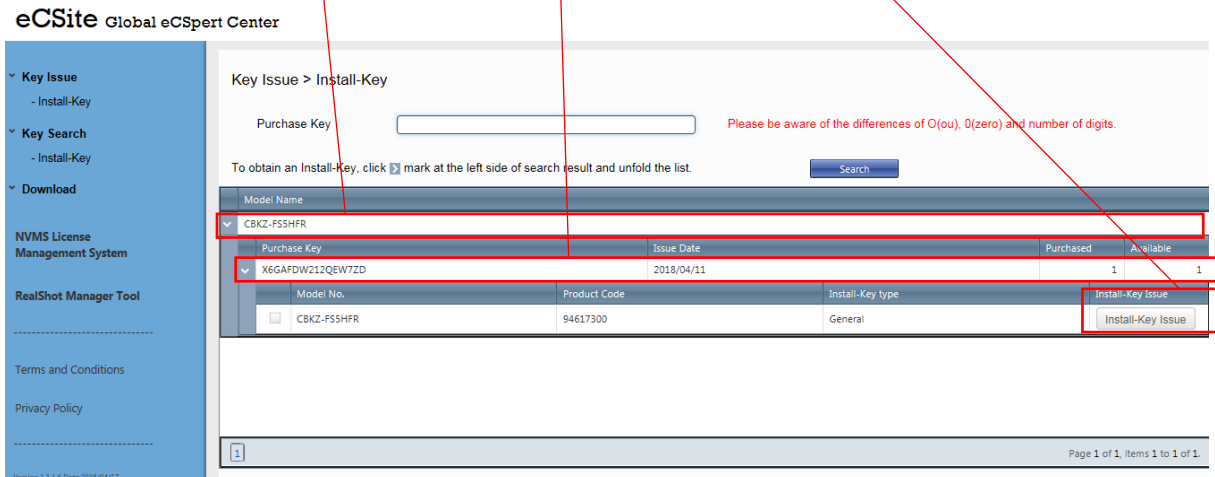 eCSite Global eCSpert Center
Key Issue
- Install-Key
Key Search
- Install-Key
Download
NVMS License
Management System
RealShot Manager Tool
------------------------------
Terms and Conditions
Privacy Policy
------------------------------
Key Issue > Install-Key
Purchase Key
Please be aware of the differences of O(ou), 0(zero) and number of digits.
To obtain an Install-Key, click mark at the left side of search result and unfold the list.
Search
Model Name
CBKZ-FS5HFR
Purchase Key Issue Date Purchased Available
X6GAFDW212QEW7ZD 2018/04/11 1 1
Model No. Product Code Install-Key type Install-Key Issue
CBKZ-FS5HFR 94617300 General Install-Key Issue
1 Page 1 of 1, items 1 to 1 of 1.